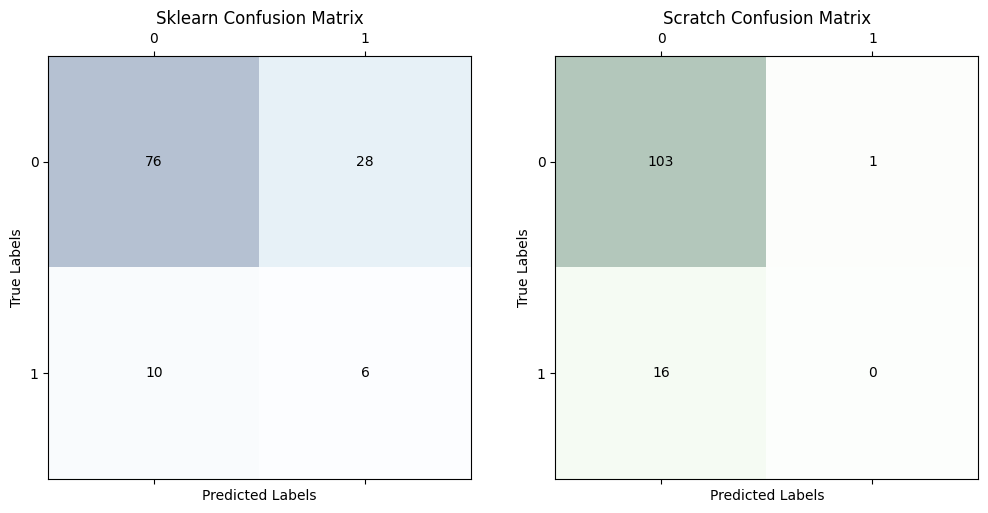 Sklearn Confusion Matrix
0 1
0 76 28
True Labels
1 10 6
Predicted Labels
Scratch Confusion Matrix
0 1
0 103 1
True Labels
1 16 0
Predicted Labels